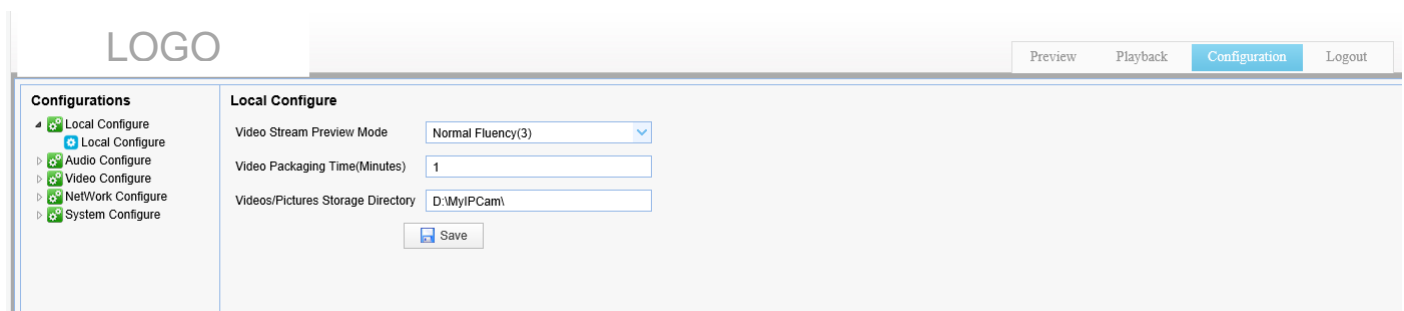 LOGO
Preview Playback Configuration Logout
Configurations
Local Configure
Local Configure
Audio Configure
Video Configure
NetWork Configure
System Configure
Local Configure
Video Stream Preview Mode Normal Fluency(3)
Video Packaging Time(Minutes) 1
Videos/Pictures Storage Directory D:\MyIPCam\
Save